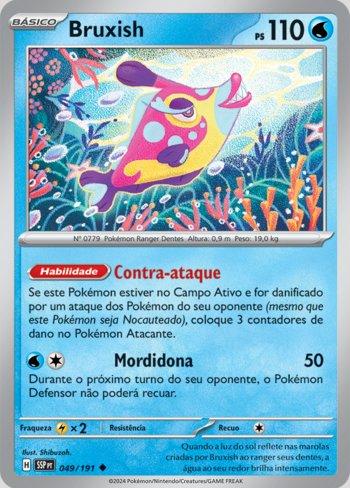 BÁSICO
Bruxish
PS 110
Nº 0779 Pokémon Ranger Dentes Altura: 0,9 m Peso: 19,0 kg
Habilidade Contra-ataque
Se este Pokémon estiver no Campo Ativo e for danificado
por um ataque dos Pokémon do seu oponente (mesmo que
este Pokémon seja Nocauteado), coloque 3 contadores de
dano no Pokémon Atacante.
Mordidona 50
Durante o próximo turno do seu oponente, o Pokémon
Defensor não poderá recuar.
Fraqueza ×2 Resistência Recuo
Ilust. Shibuzoh.
H SSP PT 049/191
Quando a luz do sol reflete nas marolas
criadas por Bruxish ao ranger seus dentes, a
água ao seu redor brilha intensamente.
©2024 Pokémon/Nintendo/Creatures/GAME FREAK